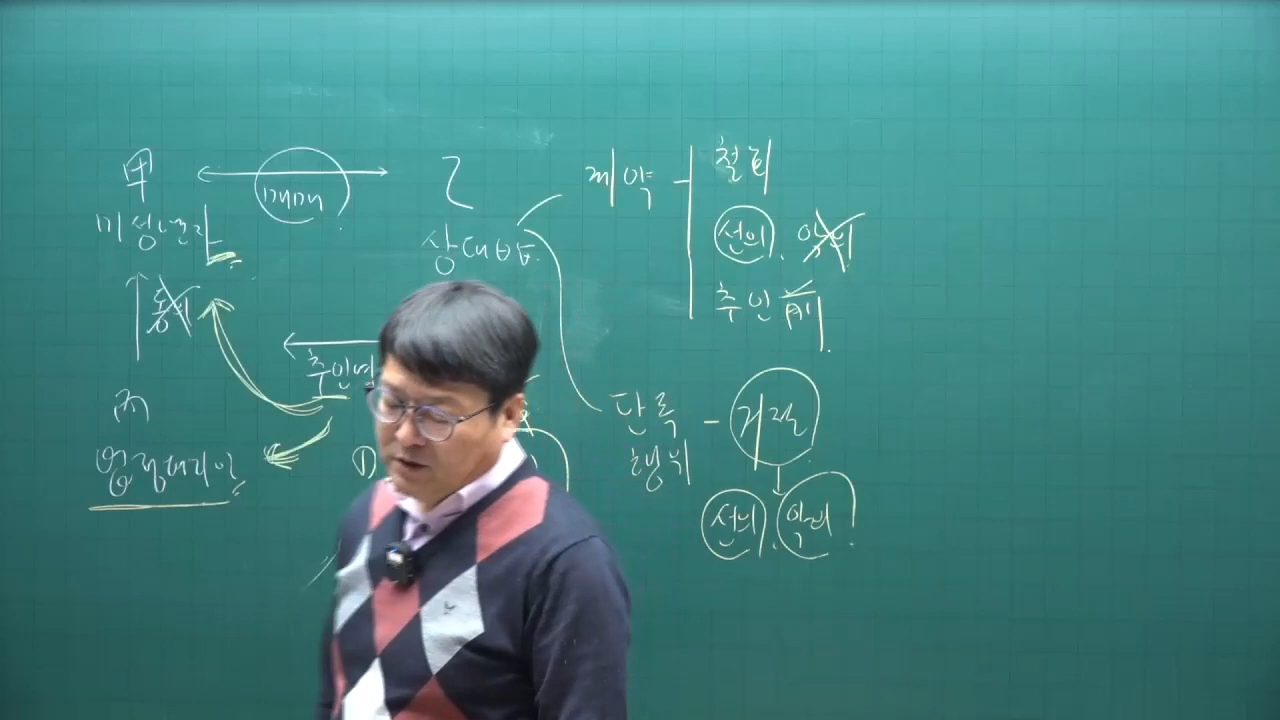 甲 매매 乙
미성년자 상대방
동의
추인
丙
법정대리인
①
계약 - 철회
선의. 악의
추인 前
단독행위 - 거절
선의. 악의